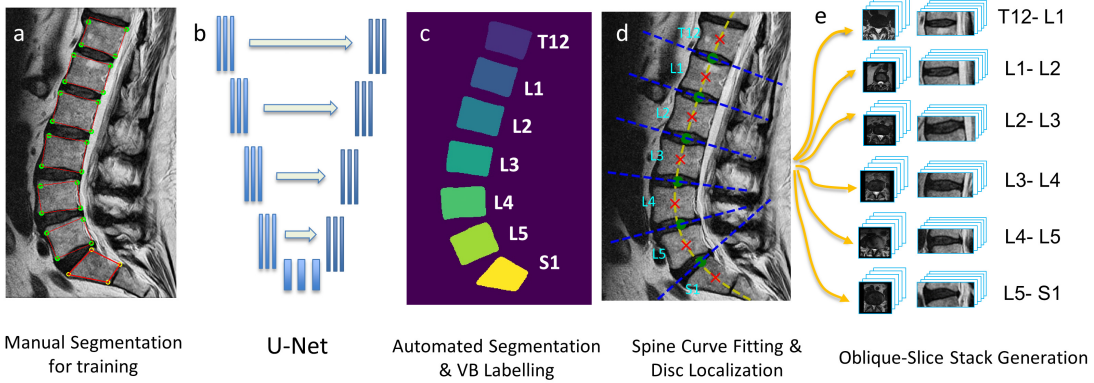 a
Manual Segmentation
for training
b
U-Net
c
T12
L1
L2
L3
L4
L5
S1
Automated Segmentation
& VB Labelling
d
T12
L1
L2
L3
L4
L5
S1
Spine Curve Fitting &
Disc Localization
e
T12- L1
L1- L2
L2- L3
L3- L4
L4- L5
L5- S1
Oblique-Slice Stack Generation